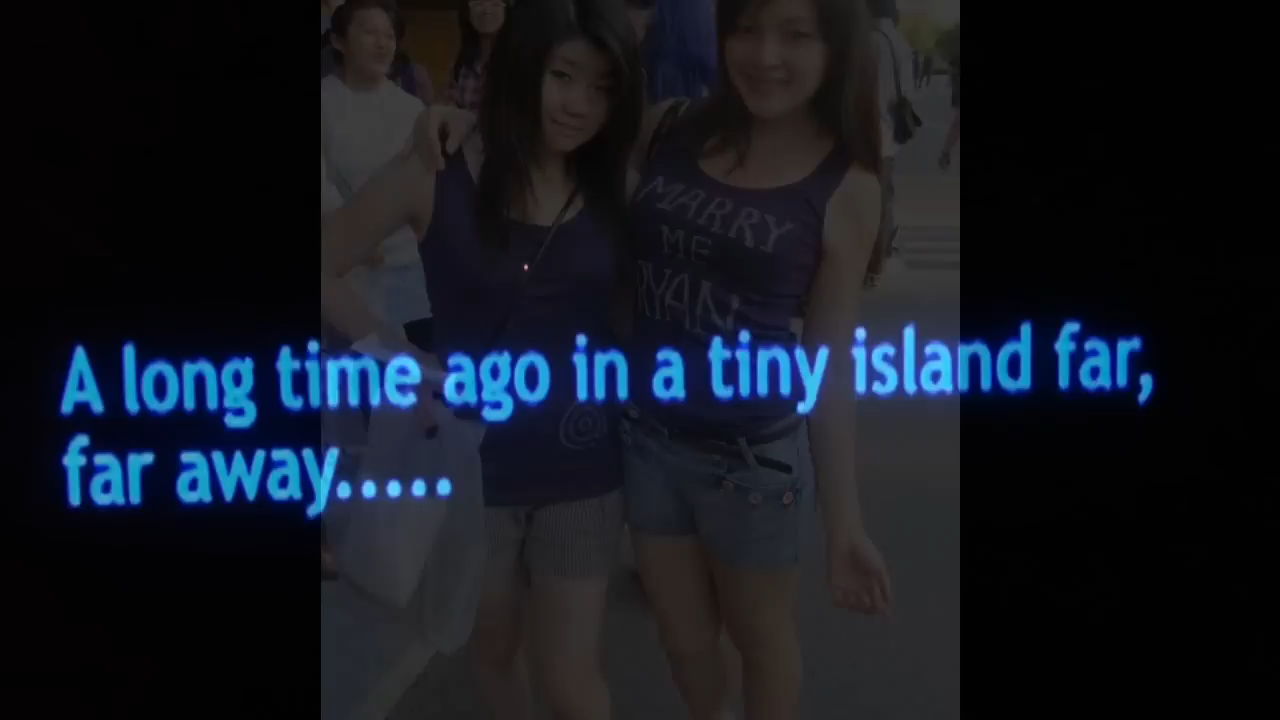 MARRY
ME
RYAN
A long time ago in a tiny island far,
far away.....